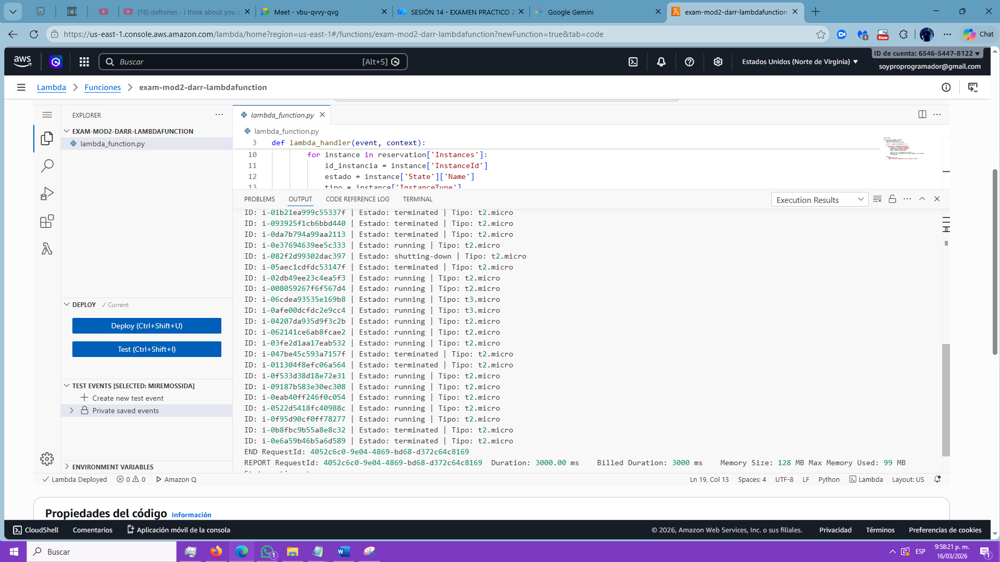 (76) deftones - i think about you a
Meet - vbu-qvvy-qvg
SESIÓN 14 - EXAMEN PRACTICO 2
Google Gemini
exam-mod2-darr-lambdafunction
https://us-east-1.console.aws.amazon.com/lambda/home?region=us-east-1#/functions/exam-mod2-darr-lambdafunction?newFunction=true&tab=code
1
New
Chat
aws
Buscar
[Alt+S]
Estados Unidos (Norte de Virginia)
ID de cuenta: 6546-5447-8122
soyproprogramador@gmail.com
Lambda
Funciones
exam-mod2-darr-lambdafunction
EXPLORER
EXAM-MOD2-DARR-LAMBDAFUNCTION
lambda_function.py
lambda_function.py
lambda_function.py
3 def lambda_handler(event, context):
10 for instance in reservation['Instances']:
11 id_instancia = instance['InstanceId']
12 estado = instance['State']['Name']
13 tipo = instance['InstanceType']
PROBLEMS
OUTPUT
CODE REFERENCE LOG
TERMINAL
Execution Results
ID: i-01b21ea999c55337f | Estado: terminated | Tipo: t2.micro
ID: i-093925f1cb6bbd440 | Estado: terminated | Tipo: t2.micro
ID: i-0da7b794a99aa2113 | Estado: terminated | Tipo: t2.micro
ID: i-0e37694639ee5c333 | Estado: running | Tipo: t2.micro
ID: i-082f2d99302dac397 | Estado: shutting-down | Tipo: t2.micro
ID: i-05aec1cdfdc53147f | Estado: terminated | Tipo: t2.micro
ID: i-02db49ee23c4ea5f3 | Estado: running | Tipo: t2.micro
ID: i-008059267f6f567d4 | Estado: running | Tipo: t2.micro
ID: i-06cdea93535e169b8 | Estado: running | Tipo: t3.micro
ID: i-0afe00dcfdc2e9cc4 | Estado: running | Tipo: t3.micro
ID: i-04207da935d9f3c2b | Estado: running | Tipo: t2.micro
ID: i-062141ce6ab8fcae2 | Estado: running | Tipo: t2.micro
ID: i-03fe2d1aa17eab532 | Estado: running | Tipo: t2.micro
ID: i-047be45c593a7157f | Estado: terminated | Tipo: t2.micro
ID: i-011304f8efc06a564 | Estado: terminated | Tipo: t2.micro
ID: i-0f533d38d18e72e31 | Estado: running | Tipo: t2.micro
ID: i-09187b583e30ec308 | Estado: running | Tipo: t2.micro
ID: i-0eab40ff246f0c054 | Estado: running | Tipo: t2.micro
ID: i-0522d5418fc40988c | Estado: running | Tipo: t2.micro
ID: i-0f95d90cf0ff78277 | Estado: running | Tipo: t2.micro
ID: i-0b8fbc9b55a8e8c32 | Estado: terminated | Tipo: t2.micro
ID: i-0e6a59b46b5a6d589 | Estado: terminated | Tipo: t2.micro
END RequestId: 4052c6c0-9e04-4869-bd68-d372c64c8169
REPORT RequestId: 4052c6c0-9e04-4869-bd68-d372c64c8169 Duration: 3000.00 ms Billed Duration: 3000 ms Memory Size: 128 MB Max Memory Used: 99 MB
DEPLOY ✓ Current
Deploy (Ctrl+Shift+U)
Test (Ctrl+Shift+I)
TEST EVENTS [SELECTED: MIREMOSSIDA]
Create new test event
Private saved events
ENVIRONMENT VARIABLES
Lambda Deployed
0 0
Amazon Q
Ln 19, Col 13
Spaces: 4
UTF-8
LF
Python
Lambda
Layout: US
Propiedades del código Información
CloudShell
Comentarios
Aplicación móvil de la consola
© 2026, Amazon Web Services, Inc. o sus filiales.
Privacidad
Términos
Preferencias de cookies
Buscar
1
ESP
9:58:21 p. m.
16/03/2026
1